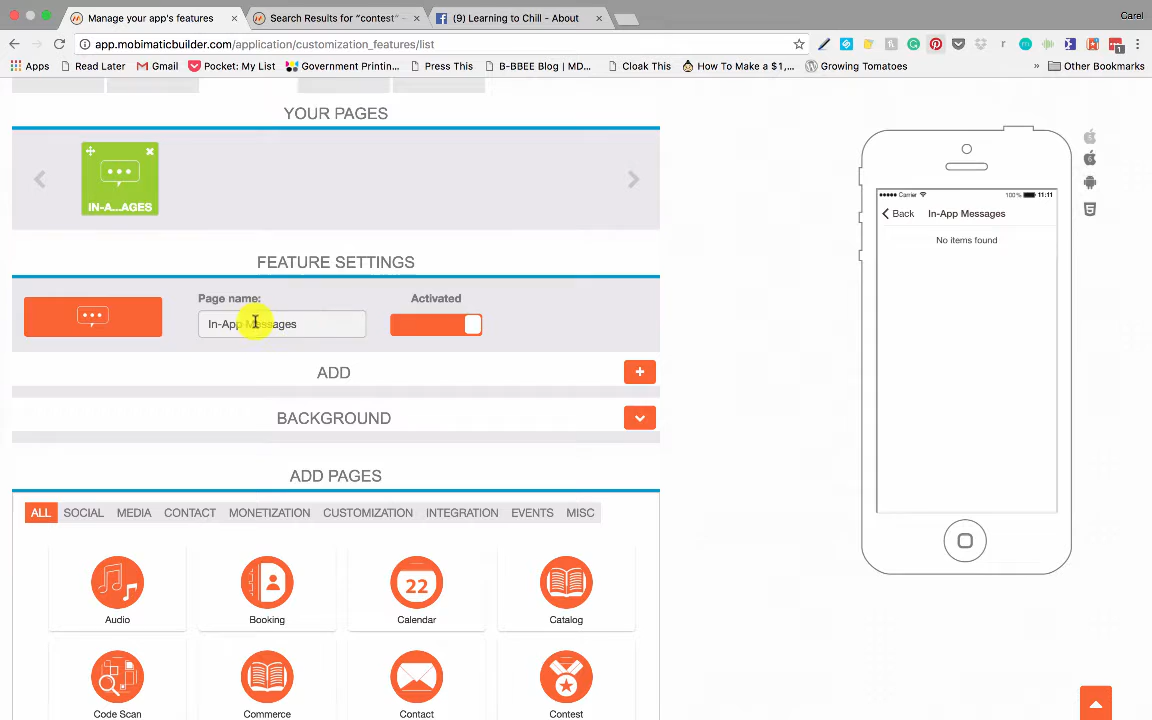 Manage your app's features
Search Results for “contest” -
(9) Learning to Chill - About
Carel
app.mobimaticbuilder.com/application/customization_features/list
Apps
Read Later
Gmail
Pocket: My List
Government Printin...
Press This
B-BBEE Blog | MD...
Cloak This
How To Make a $1,...
Growing Tomatoes
»
Other Bookmarks
YOUR PAGES
IN-A...AGES
FEATURE SETTINGS
Page name:
Activated
In-App Messages
ADD
BACKGROUND
ADD PAGES
ALL SOCIAL MEDIA CONTACT MONETIZATION CUSTOMIZATION INTEGRATION EVENTS MISC
Audio
Booking
22
Calendar
Catalog
Code Scan
Commerce
Contact
Contest
Carrier
100%
11:11
Back
In-App Messages
No items found